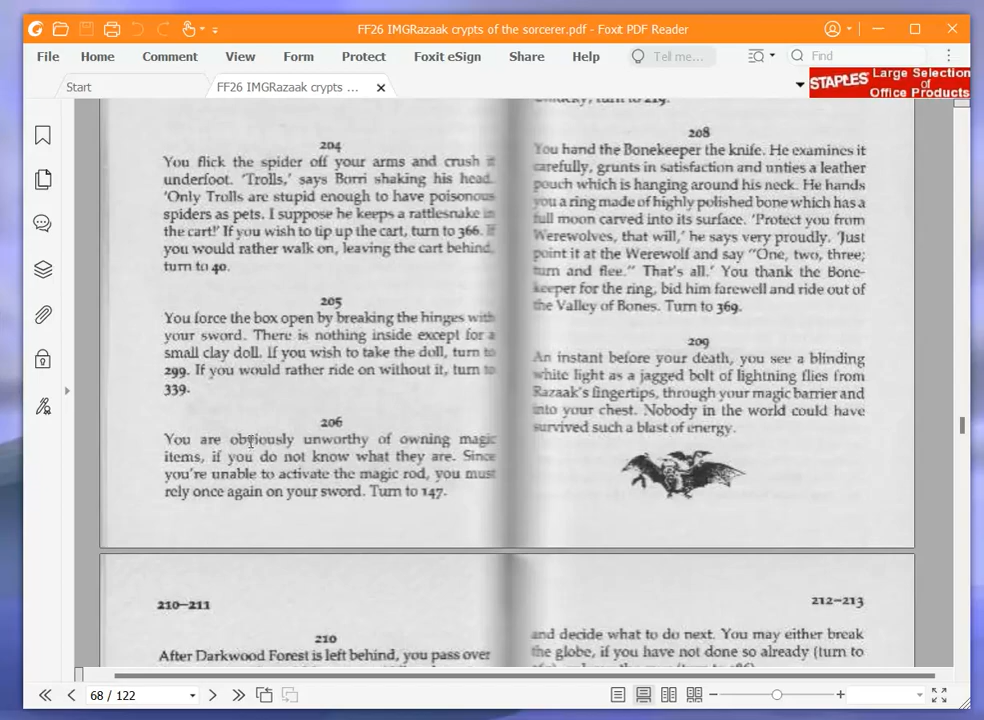 FF26 IMGRazaak crypts of the sorcerer.pdf - Foxit PDF Reader
File Home Comment View Form Protect Foxit eSign Share Help Tell me... Find
Start FF26 IMGRazaak crypts ...
STAPLES Large Selection
of
Office Products
204
You flick the spider off your arms and crush it
underfoot. 'Trolls,' says Borri shaking his head.
'Only Trolls are stupid enough to have poisonous
spiders as pets. I suppose he keeps a rattlesnake in
the cart!' If you wish to tip up the cart, turn to 366. If
you would rather walk on, leaving the cart behind,
turn to 40.
205
You force the box open by breaking the hinges with
your sword. There is nothing inside except for a
small clay doll. If you wish to take the doll, turn to
299. If you would rather ride on without it, turn to
339.
206
You are obviously unworthy of owning magic
items, if you do not know what they are. Since
you're unable to activate the magic rod, you must
rely once again on your sword. Turn to 147.
turn to 219.
208
You hand the Bonekeeper the knife. He examines it
carefully, grunts in satisfaction and unties a leather
pouch which is hanging around his neck. He hands
you a ring made of highly polished bone which has a
full moon carved into its surface. 'Protect you from
Werewolves, that will,' he says very proudly. 'Just
point it at the Werewolf and say "One, two, three;
turn and flee." That's all.' You thank the Bone-
keeper for the ring, bid him farewell and ride out of
the Valley of Bones. Turn to 369.
209
An instant before your death, you see a blinding
white light as a jagged bolt of lightning flies from
Razaak's fingertips, through your magic barrier and
into your chest. Nobody in the world could have
survived such a blast of energy.
210-211
210
After Darkwood Forest is left behind, you pass over
212-213
and decide what to do next. You may either break
the globe, if you have not done so already (turn to
68 / 122